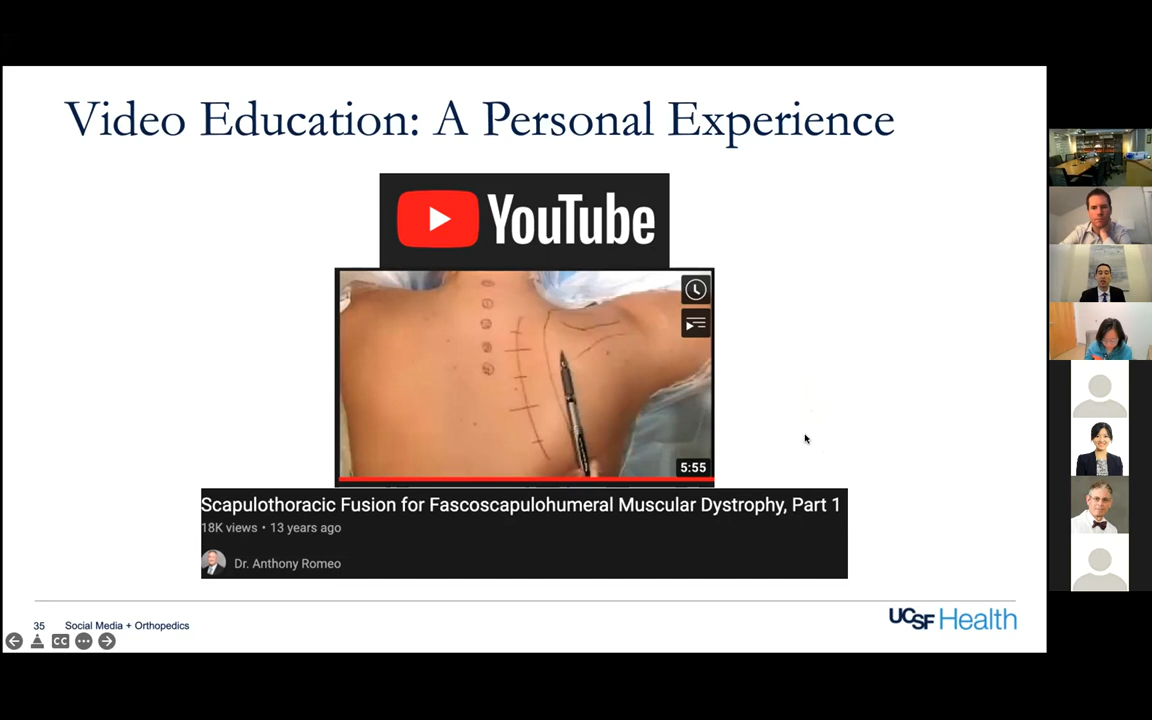 Video Education: A Personal Experience
YouTube
5:55
Scapulothoracic Fusion for Fascoscapulohumeral Muscular Dystrophy, Part 1
18K views • 13 years ago
Dr. Anthony Romeo
35 Social Media + Orthopedics
UCSF Health
CC